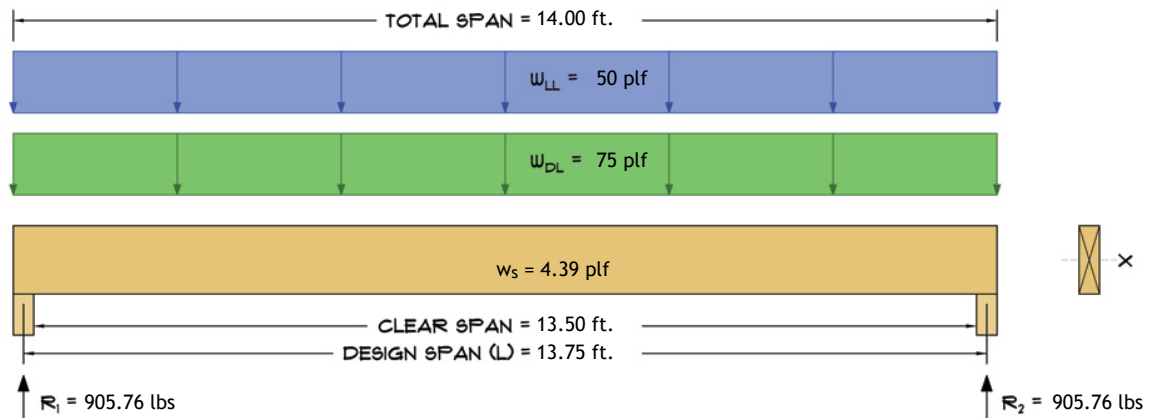 TOTAL SPAN = 14.00 ft.
WLL = 50 plf
WDL = 75 plf
ws = 4.39 plf
X
CLEAR SPAN = 13.50 ft.
DESIGN SPAN (L) = 13.75 ft.
R1 = 905.76 lbs
R2 = 905.76 lbs